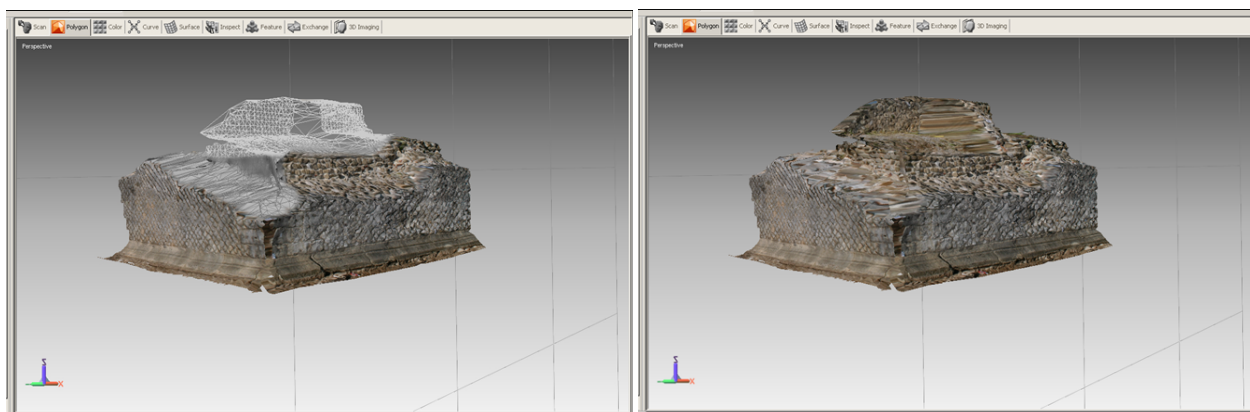 Scan Polygon Color Curve Surface Inspect Feature Exchange 3D Imaging
Perspective
Z
X
Scan Polygon Color Curve Surface Inspect Feature Exchange 3D Imaging
Perspective
Z
X